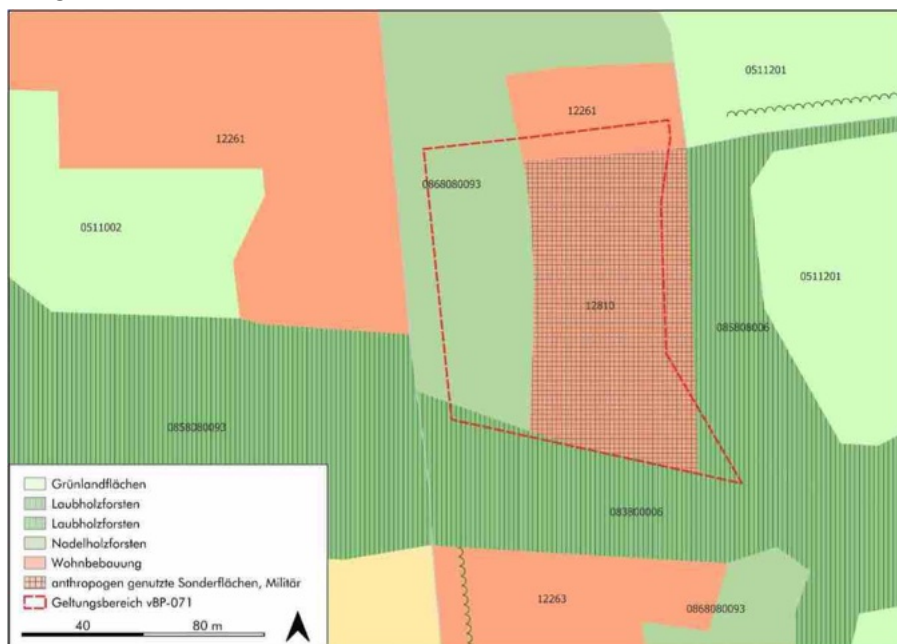 0511201
12261
12261
0868080093
0511002
0511201
12810
085808006
0858080093
083800006
Grünlandflächen
Laubholzforsten
Laubholzforsten
Nadelholzforsten
Wohnbebauung
anthropogen genutzte Sonderflächen, Militär
Geltungsbereich vBP-071
40 80 m
12263
0868080093